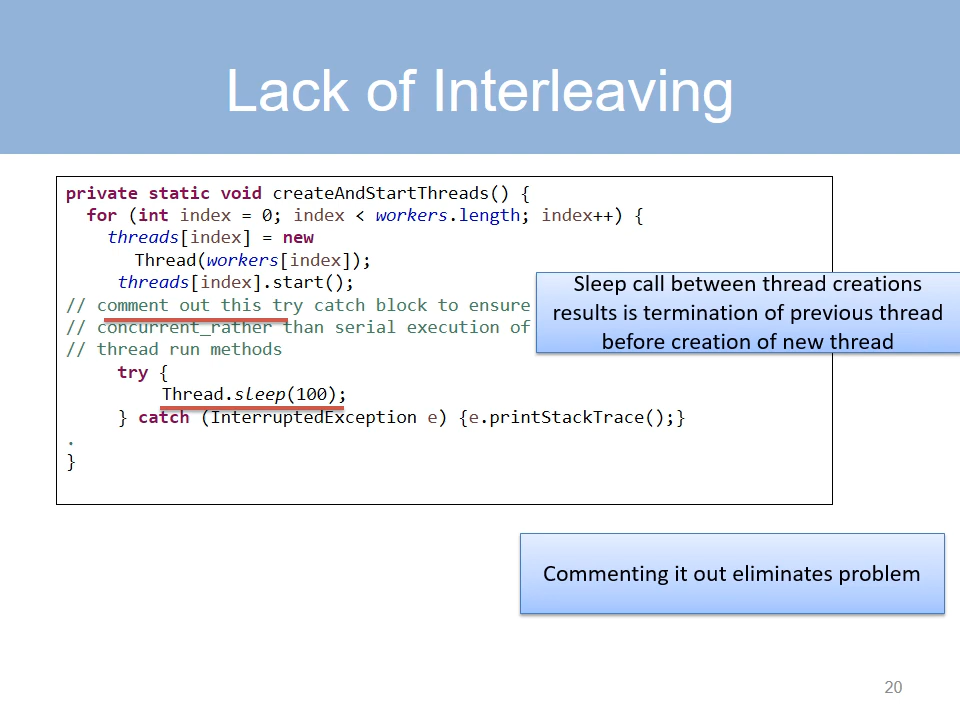 Lack of Interleaving
private static void createAndStartThreads() {
for (int index = 0; index < workers.length; index++) {
threads[index] = new
Thread(workers[index]);
threads[index].start();
// comment out this try catch block to ensure
// concurrent rather than serial execution of
// thread run methods
try {
Thread.sleep(100);
} catch (InterruptedException e) {e.printStackTrace();}
.
}
Sleep call between thread creations
results is termination of previous thread
before creation of new thread
Commenting it out eliminates problem
20